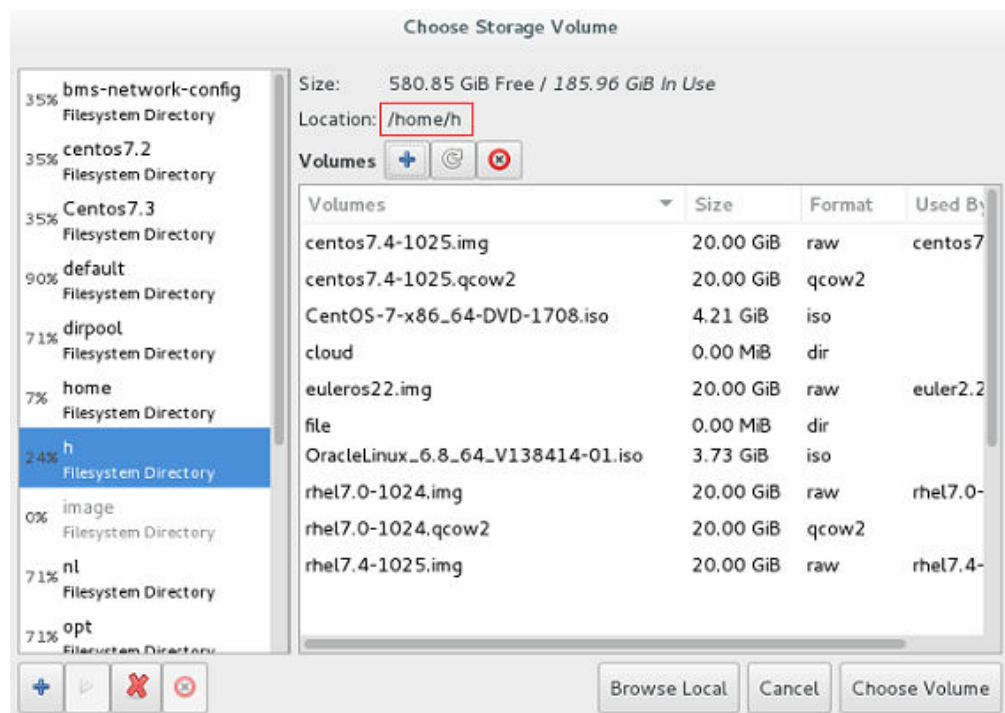 Choose Storage Volume
35% bms-network-config
Filesystem Directory
35% centos7.2
Filesystem Directory
35% Centos7.3
Filesystem Directory
90% default
Filesystem Directory
71% dirpool
Filesystem Directory
7% home
Filesystem Directory
24% h
Filesystem Directory
0% image
Filesystem Directory
71% nl
Filesystem Directory
71% opt
Filesystem Directory
Size: 580.85 GiB Free / 185.96 GiB In Use
Location: /home/h
Volumes
Volumes Size Format Used By
centos7.4-1025.img 20.00 GiB raw centos7
centos7.4-1025.qcow2 20.00 GiB qcow2
CentOS-7-x86_64-DVD-1708.iso 4.21 GiB iso
cloud 0.00 MiB dir
euleros22.img 20.00 GiB raw euler2.2
file 0.00 MiB dir
OracleLinux_6.8_64_V138414-01.iso 3.73 GiB iso
rhel7.0-1024.img 20.00 GiB raw rhel7.0-
rhel7.0-1024.qcow2 20.00 GiB qcow2
rhel7.4-1025.img 20.00 GiB raw rhel7.4-
Browse Local Cancel Choose Volume